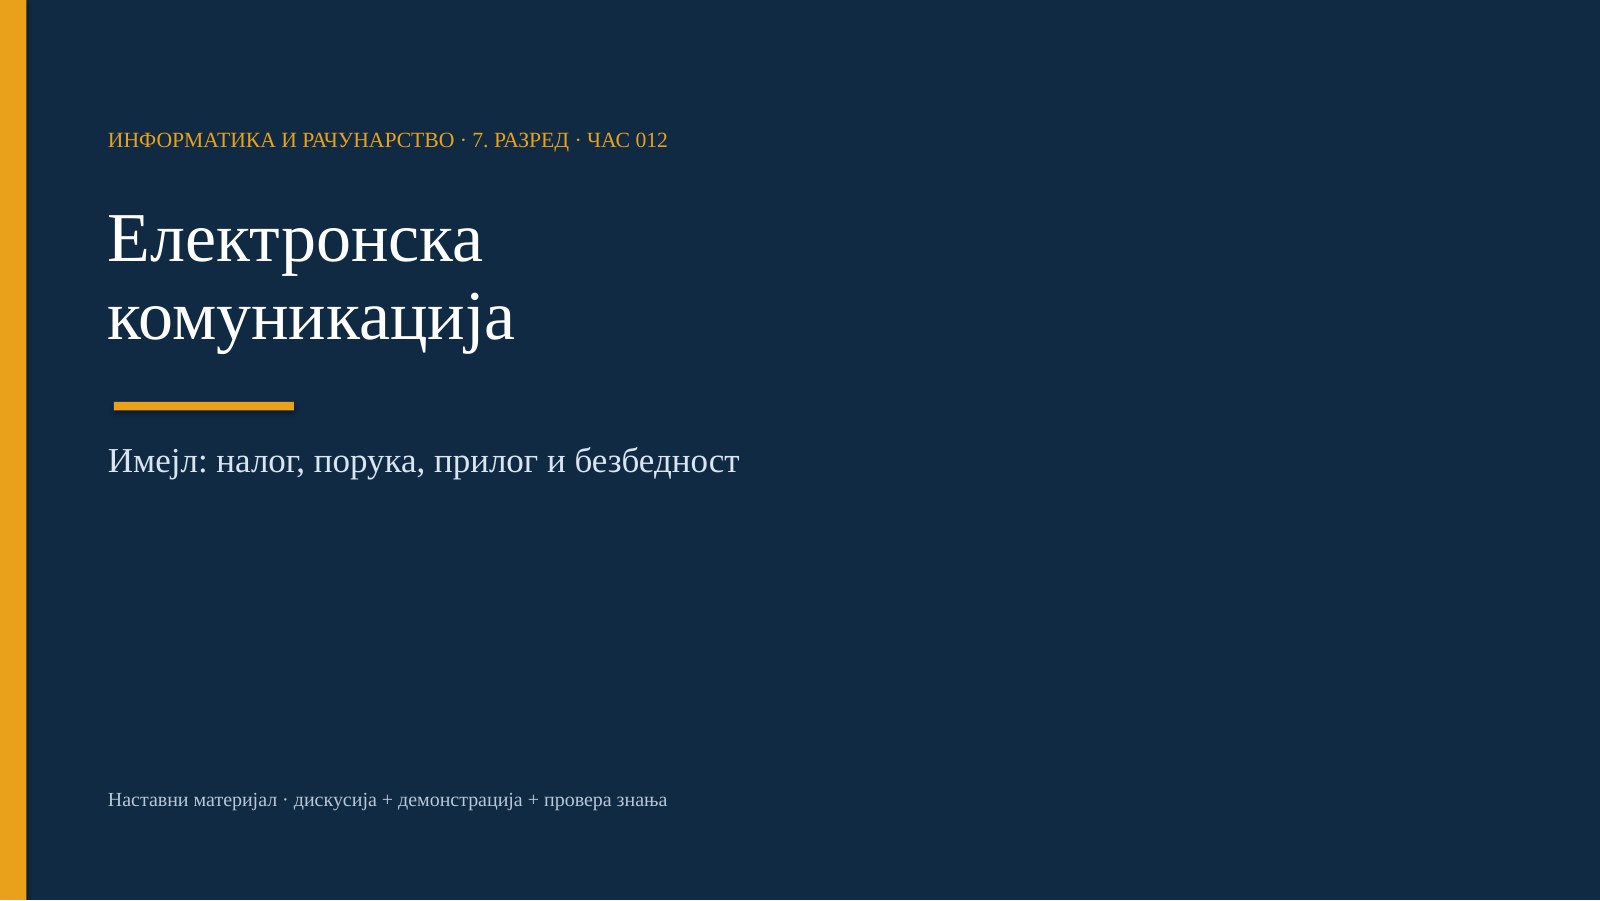 ИНФОРМАТИКА И РАЧУНАРСТВО · 7. РАЗРЕД · ЧАС 012
Електронска
комуникација
Имејл: налог, порука, прилог и безбедност
Наставни материјал · дискусија + демонстрација + провера знања